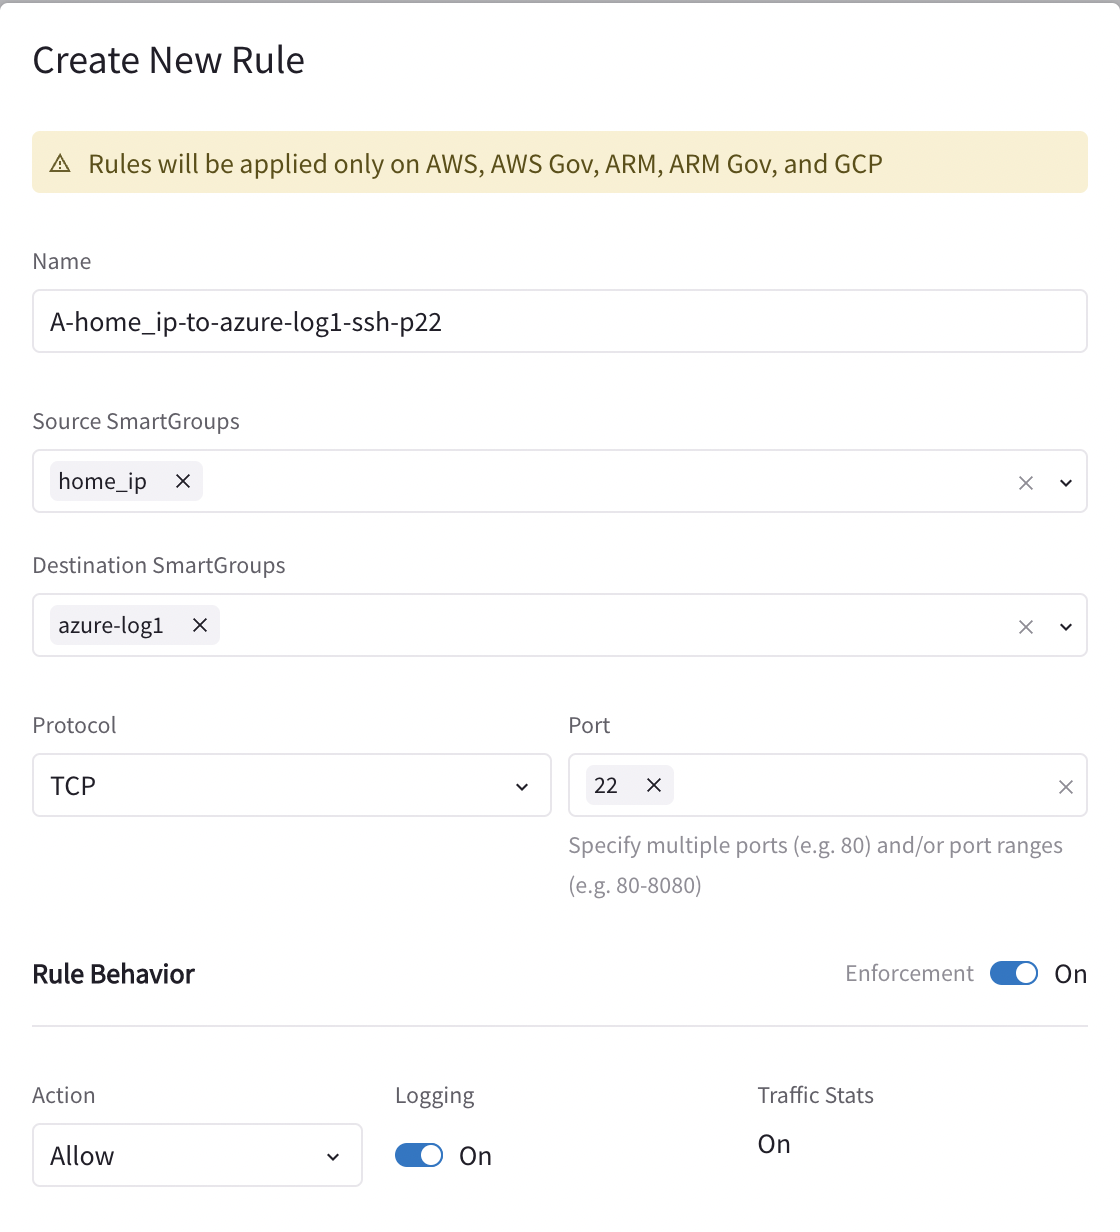 Create New Rule
Rules will be applied only on AWS, AWS Gov, ARM, ARM Gov, and GCP
Name
A-home_ip-to-azure-log1-ssh-p22
Source SmartGroups
home_ip
Destination SmartGroups
azure-log1
Protocol
Port
TCP
22
Specify multiple ports (e.g. 80) and/or port ranges
(e.g. 80-8080)
Rule Behavior
Enforcement
On
Action
Logging
Traffic Stats
Allow
On
On